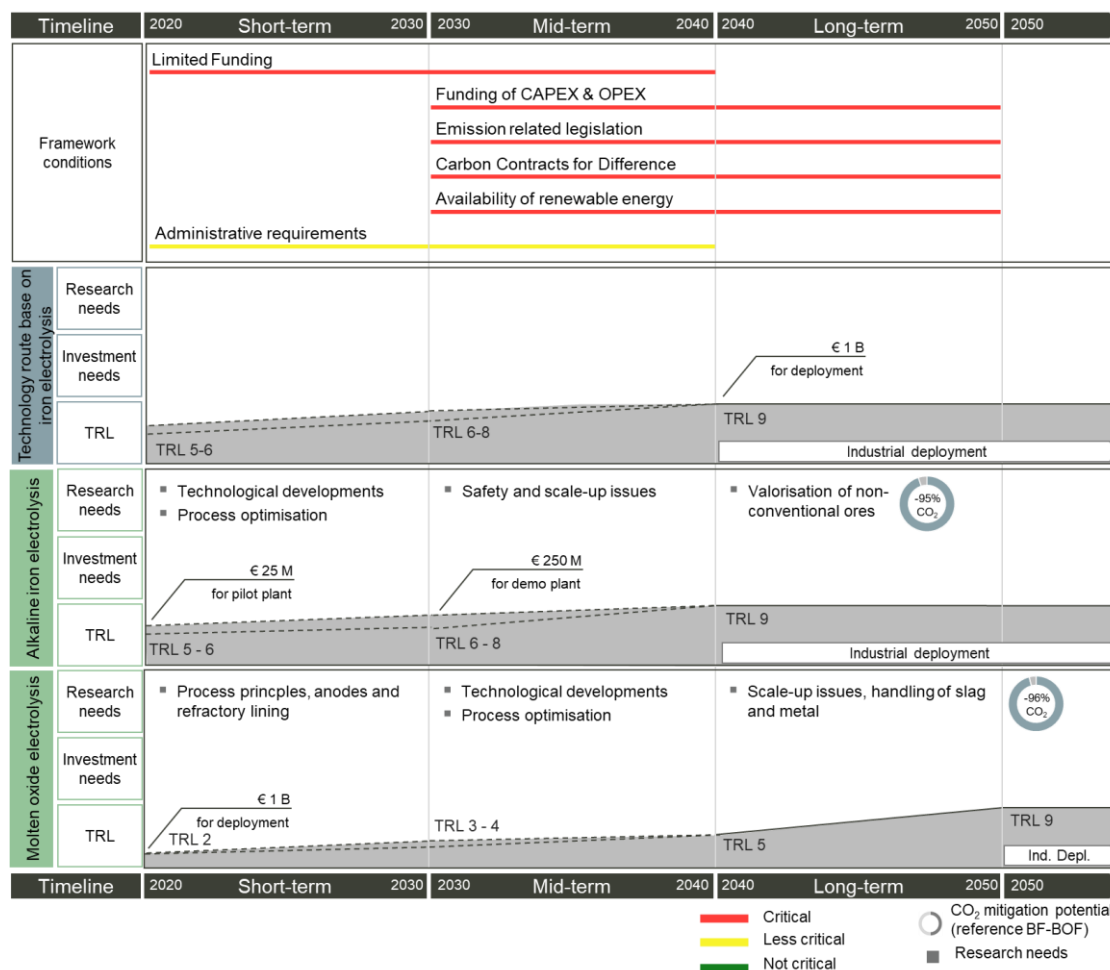 Timeline 2020 Short-term 2030 2030 Mid-term 2040 2040 Long-term 2050 2050
Framework
conditions
Limited Funding
Funding of CAPEX & OPEX
Emission related legislation
Carbon Contracts for Difference
Availability of renewable energy
Administrative requirements
Technology route base on
iron electrolysis
Research
needs
Investment
needs
TRL
€ 1 B
for deployment
TRL 5-6
TRL 6-8
TRL 9
Industrial deployment
Alkaline iron electrolysis
Research
needs
Investment
needs
TRL
Technological developments
Process optimisation
Safety and scale-up issues
Valorisation of non-
conventional ores
-95%
CO₂
€ 25 M
for pilot plant
€ 250 M
for demo plant
TRL 5 - 6
TRL 6 - 8
TRL 9
Industrial deployment
Molten oxide electrolysis
Research
needs
Investment
needs
TRL
Process princples, anodes and
refractory lining
Technological developments
Process optimisation
Scale-up issues, handling of slag
and metal
-96%
CO₂
€ 1 B
for deployment
TRL 2
TRL 3 - 4
TRL 5
TRL 9
Ind. Depl.
Timeline 2020 Short-term 2030 2030 Mid-term 2040 2040 Long-term 2050 2050
Critical
Less critical
Not critical
CO₂ mitigation potential
(reference BF-BOF)
Research needs